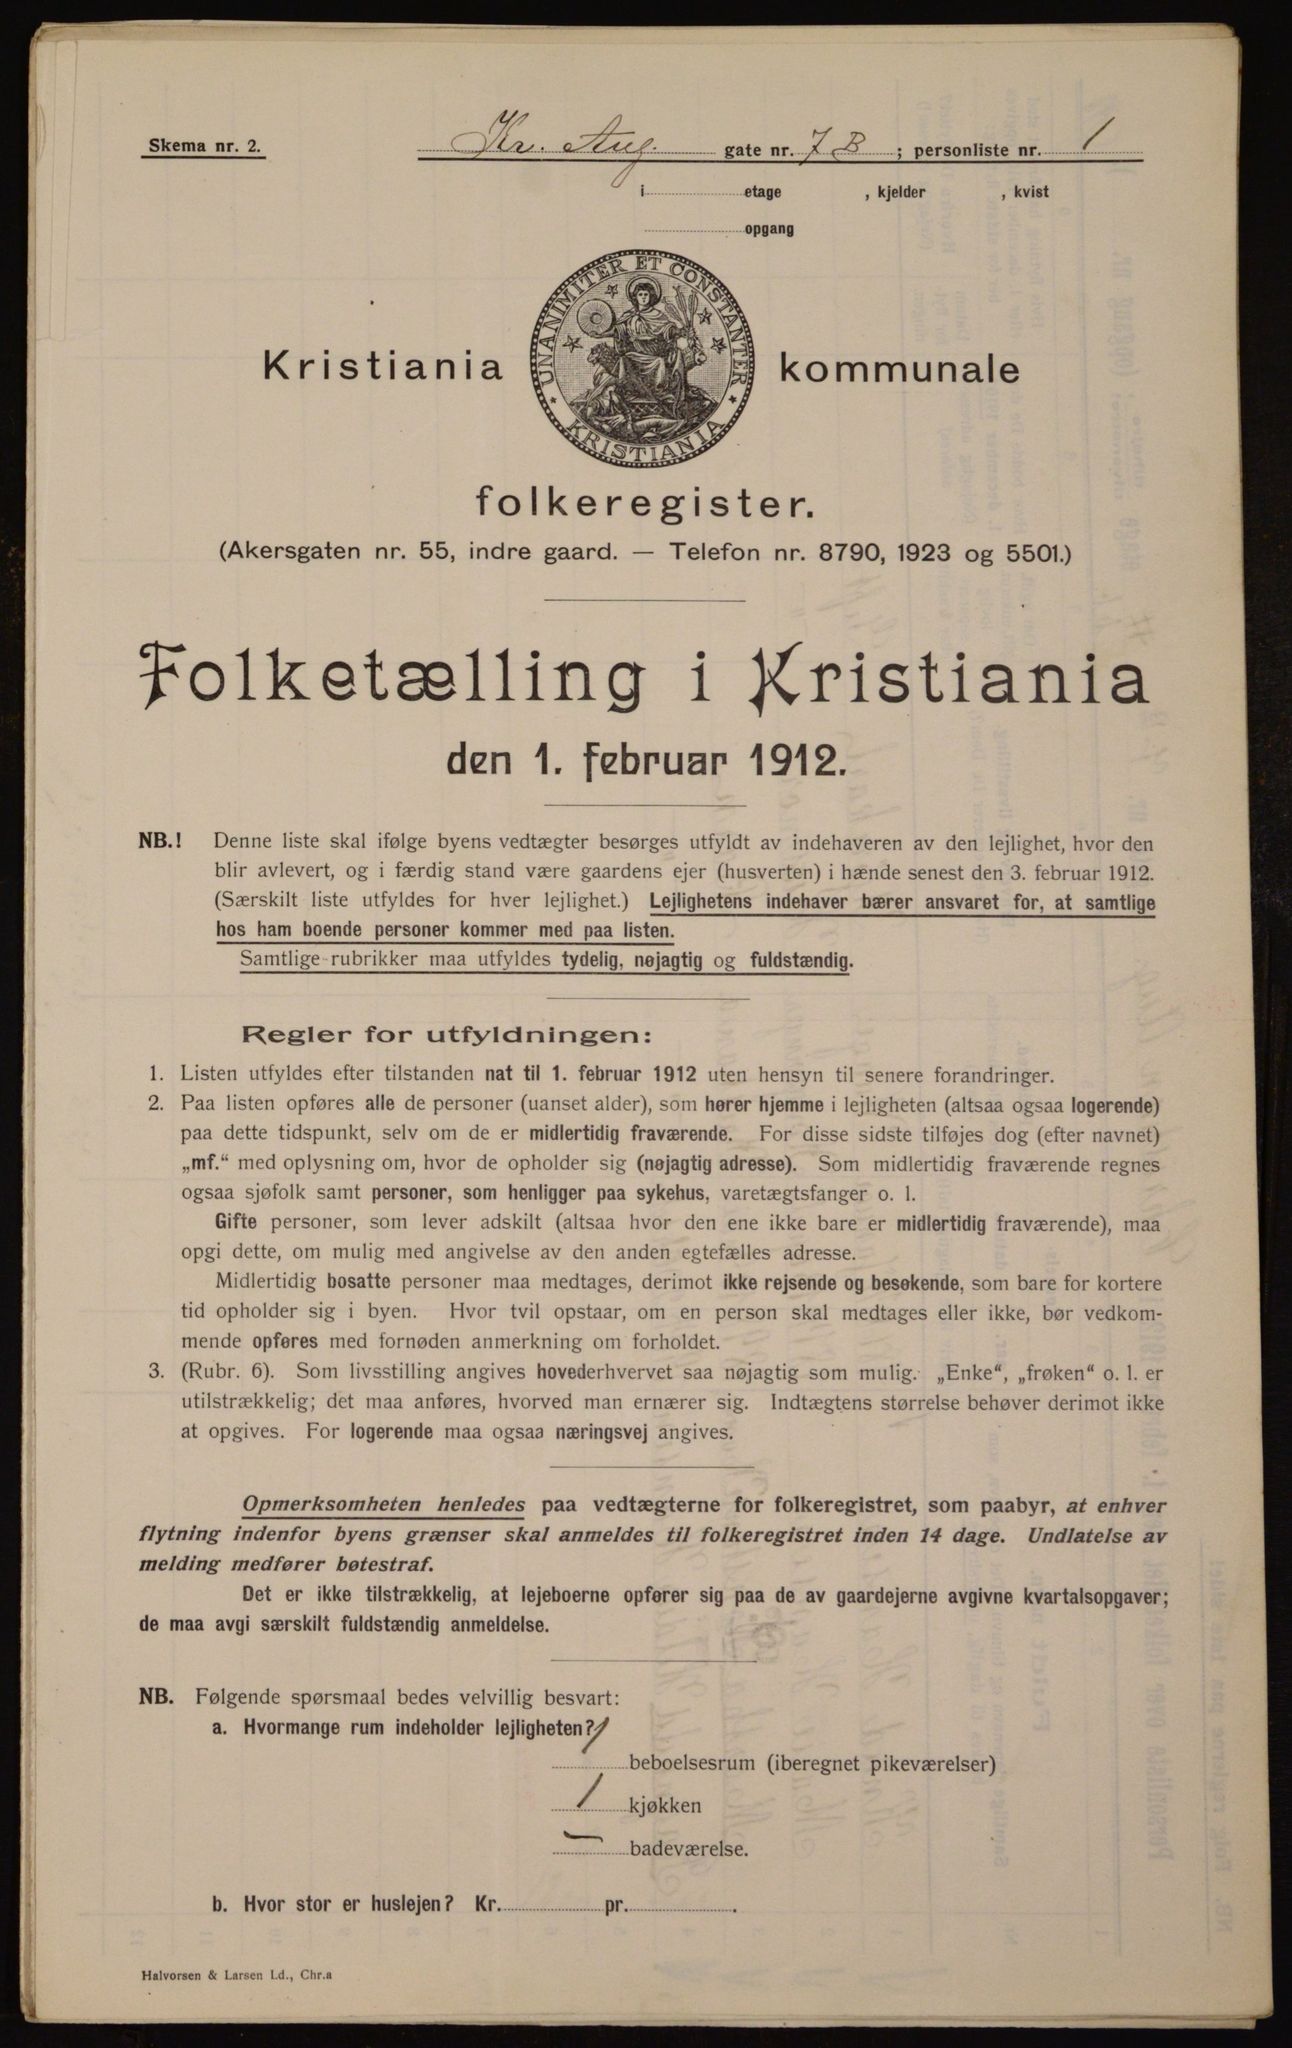 Skema nr. 2.
Kr. Aug. gate nr. 7 B; personliste nr. 1
i etage , kjelder , kvist
opgang
UNANIMITER ET CONSTANTER
KRISTIANIA
Kristiania kommunale
folkeregister.
(Akersgaten nr. 55, indre gaard. — Telefon nr. 8790, 1923 og 5501.)
Folketælling i Kristiania
den 1. februar 1912.
NB.! Denne liste skal ifølge byens vedtægter besørges utfyldt av indehaveren av den lejlighet, hvor den
blir avlevert, og i færdig stand være gaardens ejer (husverten) i hænde senest den 3. februar 1912.
(Særskilt liste utfyldes for hver lejlighet.) Lejlighetens indehaver bærer ansvaret for, at samtlige
hos ham boende personer kommer med paa listen.
Samtlige rubrikker maa utfyldes tydelig, nøjagtig og fuldstændig.
Regler for utfyldningen:
1. Listen utfyldes efter tilstanden nat til 1. februar 1912 uten hensyn til senere forandringer.
2. Paa listen opføres alle de personer (uanset alder), som hører hjemme i lejligheten (altsaa ogsaa logerende)
paa dette tidspunkt, selv om de er midlertidig fraværende. For disse sidste tilføjes dog (efter navnet)
„mf.“ med oplysning om, hvor de opholder sig (nøjagtig adresse). Som midlertidig fraværende regnes
ogsaa sjøfolk samt personer, som henligger paa sykehus, varetægtsfanger o. l.
Gifte personer, som lever adskilt (altsaa hvor den ene ikke bare er midlertidig fraværende), maa
opgi dette, om mulig med angivelse av den anden egtefælles adresse.
Midlertidig bosatte personer maa medtages, derimot ikke rejsende og besøkende, som bare for kortere
tid opholder sig i byen. Hvor tvil opstaar, om en person skal medtages eller ikke, bør vedkom-
mende opføres med fornøden anmerkning om forholdet.
3. (Rubr. 6). Som livsstilling angives hovederhvervet saa nøjagtig som mulig. „Enke“, „frøken“ o. l. er
utilstrækkelig; det maa anføres, hvorved man ernærer sig. Indtægtens størrelse behøver derimot ikke
at opgives. For logerende maa ogsaa næringsvej angives.
Opmerksomheten henledes paa vedtægterne for folkeregistret, som paabyr, at enhver
flytning indenfor byens grænser skal anmeldes til folkeregistret inden 14 dage. Undlatelse av
melding medfører bøtestraf.
Det er ikke tilstrækkelig, at lejeboerne opfører sig paa de av gaardejerne avgivne kvartalsopgaver;
de maa avgi særskilt fuldstændig anmeldelse.
NB. Følgende spørsmaal bedes velvillig besvart:
a. Hvormange rum indeholder lejligheten?
1 beboelsesrum (iberegnet pikeværelser)
1 kjøkken
— badeværelse.
b. Hvor stor er huslejen? Kr. pr. .
Halvorsen & Larsen Ld., Chr.a